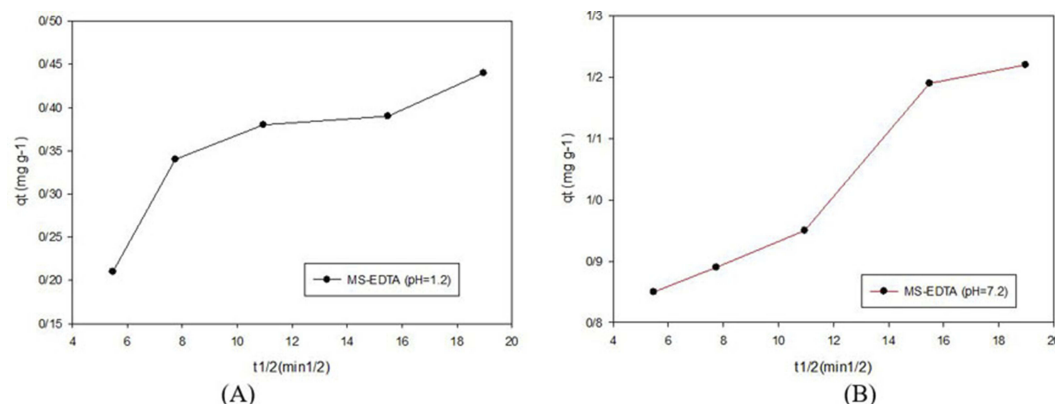 0/50
0/45
0/40
0/35
0/30
0/25
0/20
0/15
qt (mg g-1)
4 6 8 10 12 14 16 18 20
t1/2(min1/2)
MS-EDTA (pH=1.2)
(A)
1/3
1/2
1/1
1/0
0/9
0/8
qt (mg g-1)
4 6 8 10 12 14 16 18 20
t1/2(min1/2)
MS-EDTA (pH=7.2)
(B)